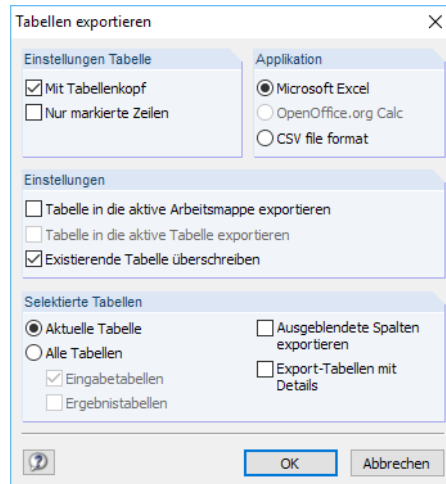 Tabellen exportieren
Einstellungen Tabelle
Mit Tabellenkopf
Nur markierte Zeilen
Applikation
Microsoft Excel
OpenOffice.org Calc
CSV file format
Einstellungen
Tabelle in die aktive Arbeitsmappe exportieren
Tabelle in die aktive Tabelle exportieren
Existierende Tabelle überschreiben
Selektierte Tabellen
Aktuelle Tabelle
Alle Tabellen
Eingabetabellen
Ergebnistabellen
Ausgeblendete Spalten
exportieren
Export-Tabellen mit
Details
OK
Abbrechen